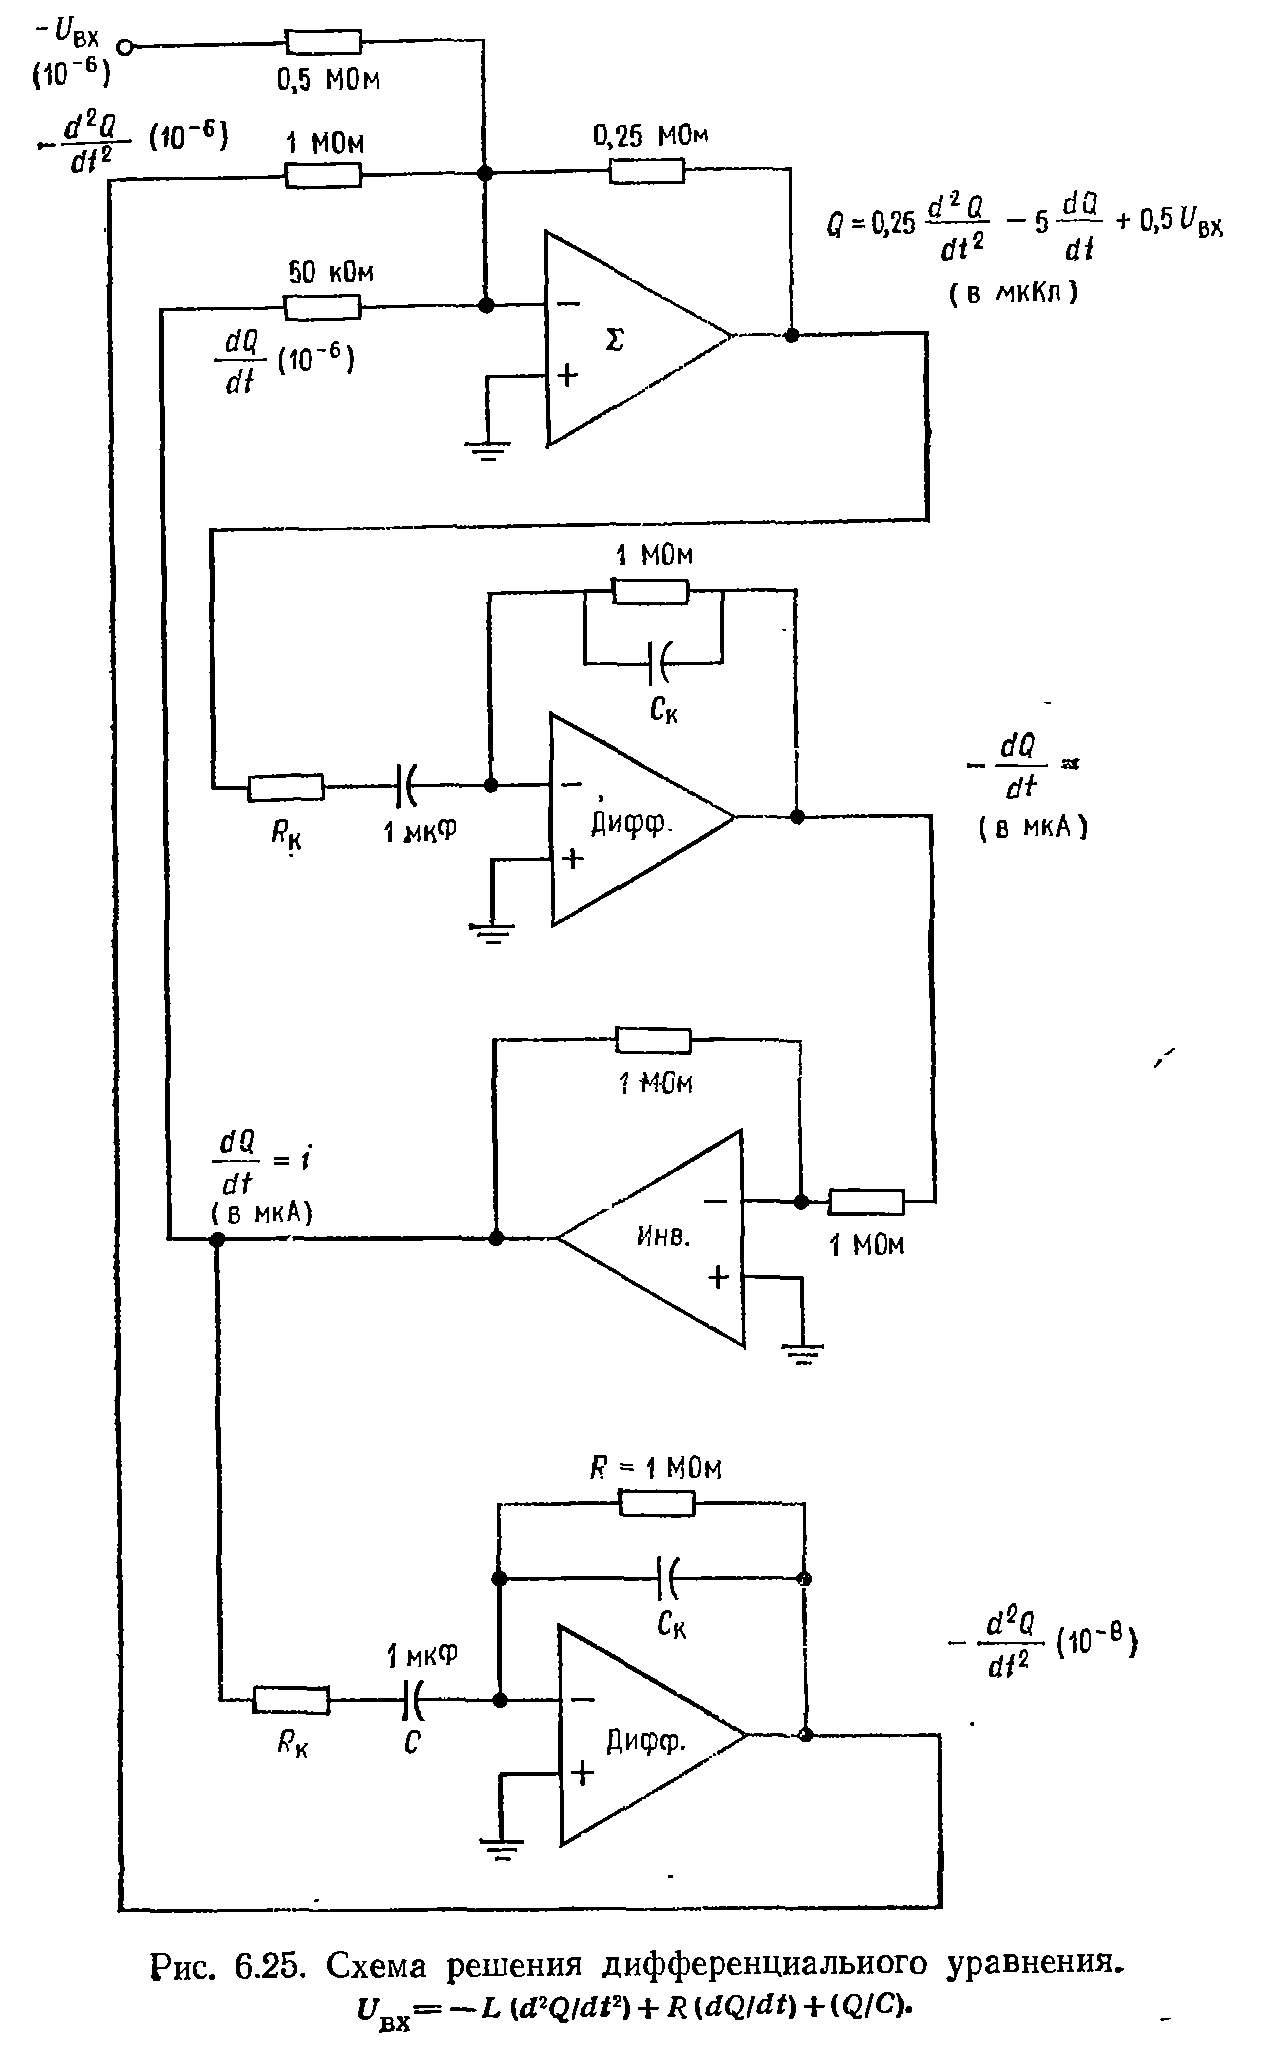 -U_ВХ
(10⁻⁶)
0,5 МОм
-d²Q/dt² (10⁻⁶)
1 МОм
0,25 МОм
Q = 0,25 d²Q/dt² - 5 dQ/dt + 0,5 U_ВХ
(в мкКл)
50 кОм
dQ/dt (10⁻⁶)
-
Σ
+
1 МОм
C_К
- dQ/dt =
(в мкА)
R_К
1 мкФ
-
Дифф.
+
1 МОм
dQ/dt = i
(в мкА)
-
Инв.
+
1 МОм
R = 1 МОм
C_К
- d²Q/dt² (10⁻⁸)
1 мкФ
R_К
C
-
Дифф.
+
Рис. 6.25. Схема решения дифференциального уравнения.
U_вх = — L (d²Q/dt²) + R (dQ/dt) + (Q/C).